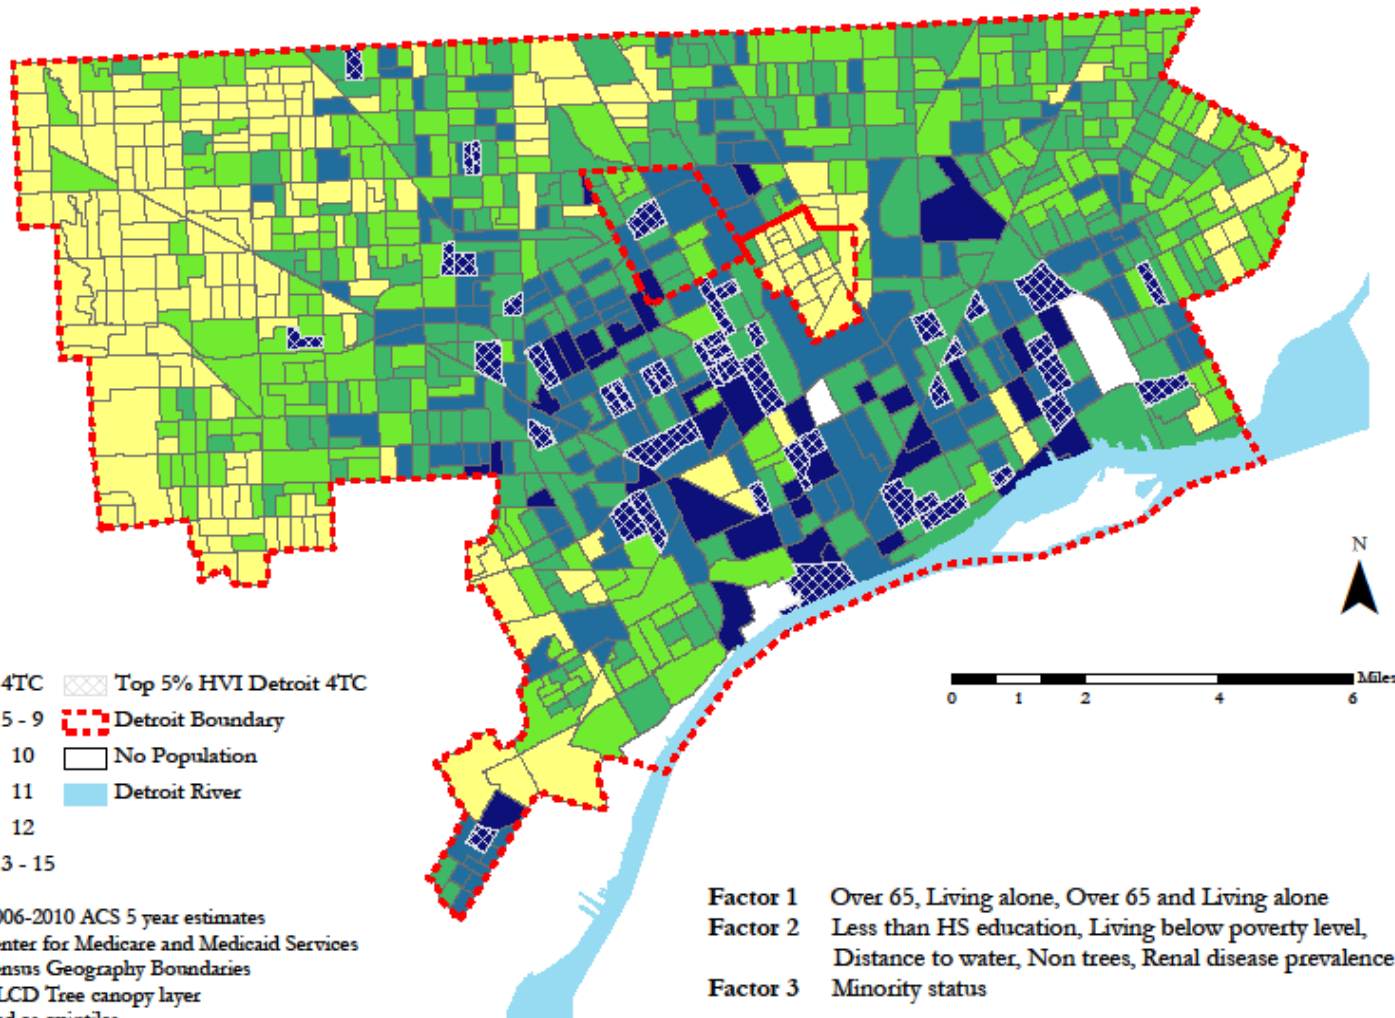 N
Miles
0 1 2 4 6
4TC Top 5% HVI Detroit 4TC
5 - 9 Detroit Boundary
10 No Population
11 Detroit River
12
3 - 15
006-2010 ACS 5 year estimates
enter for Medicare and Medicaid Services
ensus Geography Boundaries
LCD Tree canopy layer
Factor 1 Over 65, Living alone, Over 65 and Living alone
Factor 2 Less than HS education, Living below poverty level,
Distance to water, Non trees, Renal disease prevalence
Factor 3 Minority status